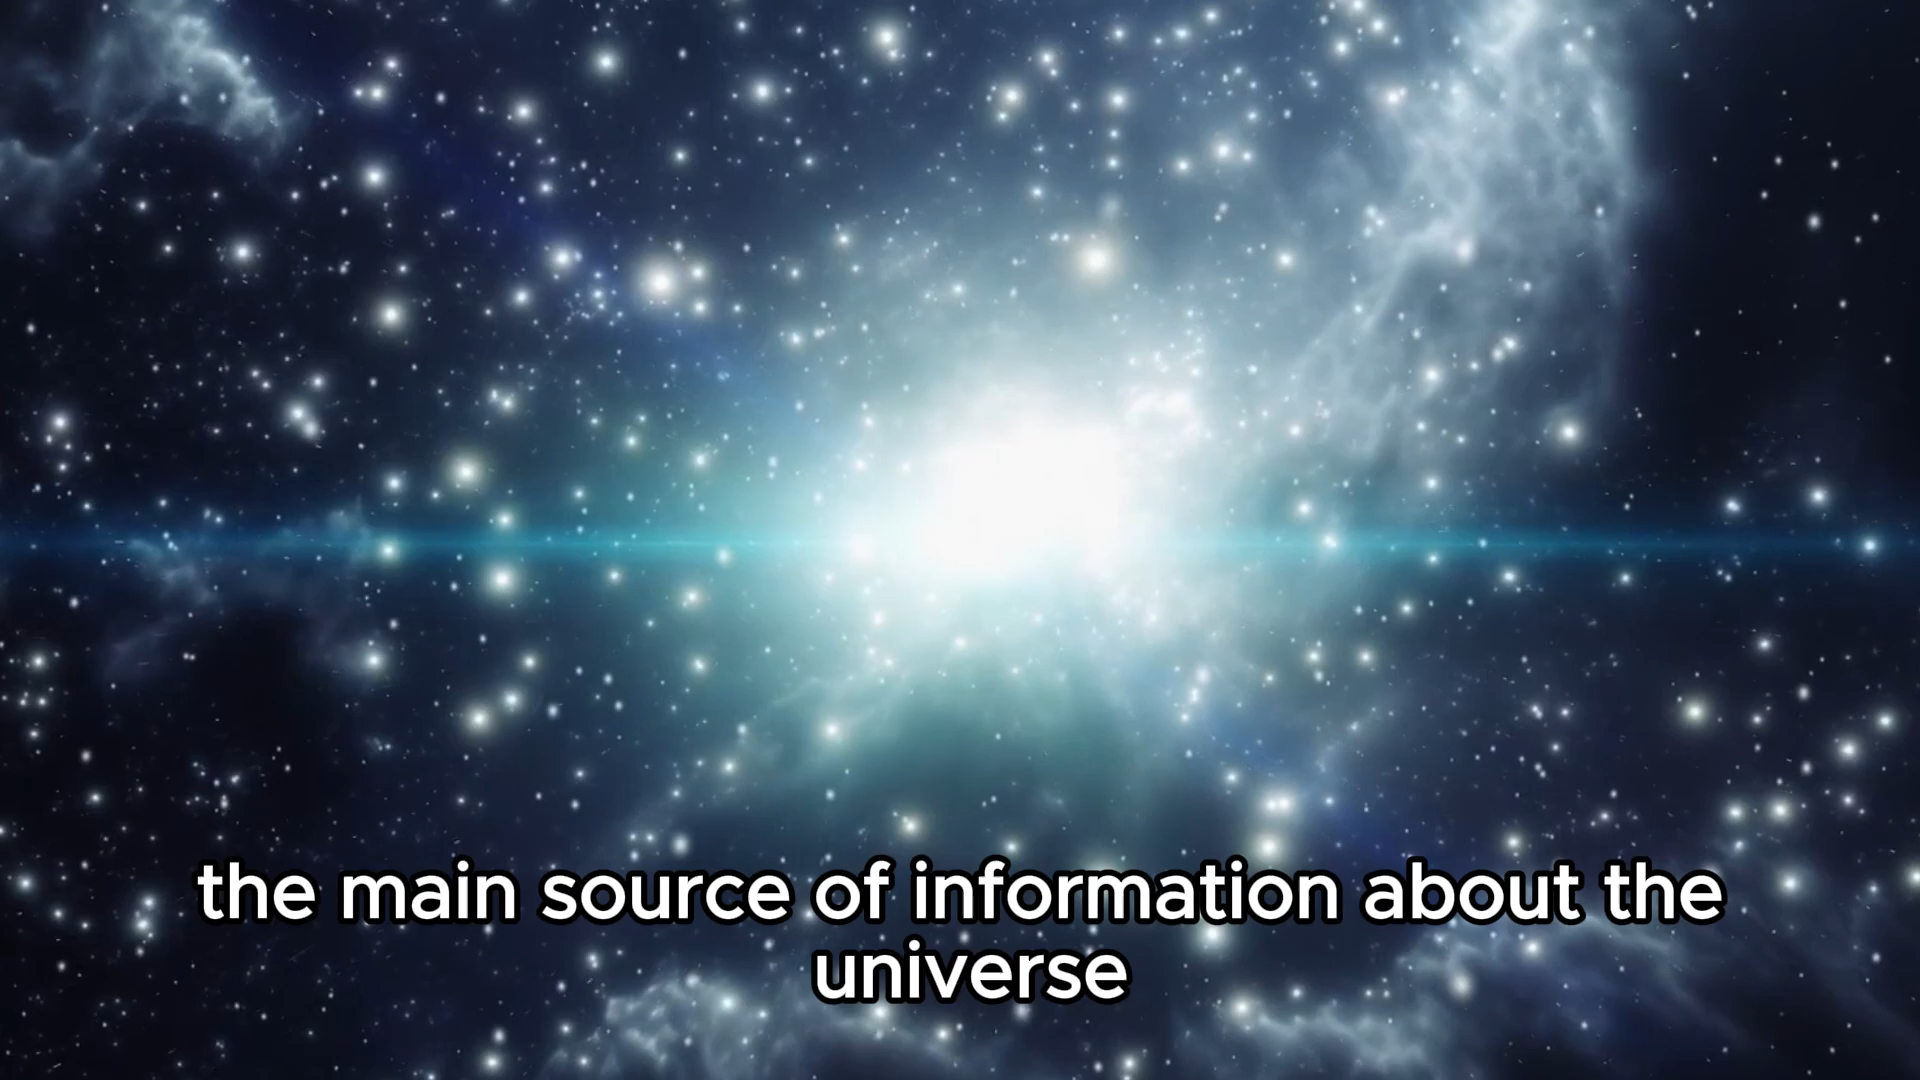 the main source of information about the
universe